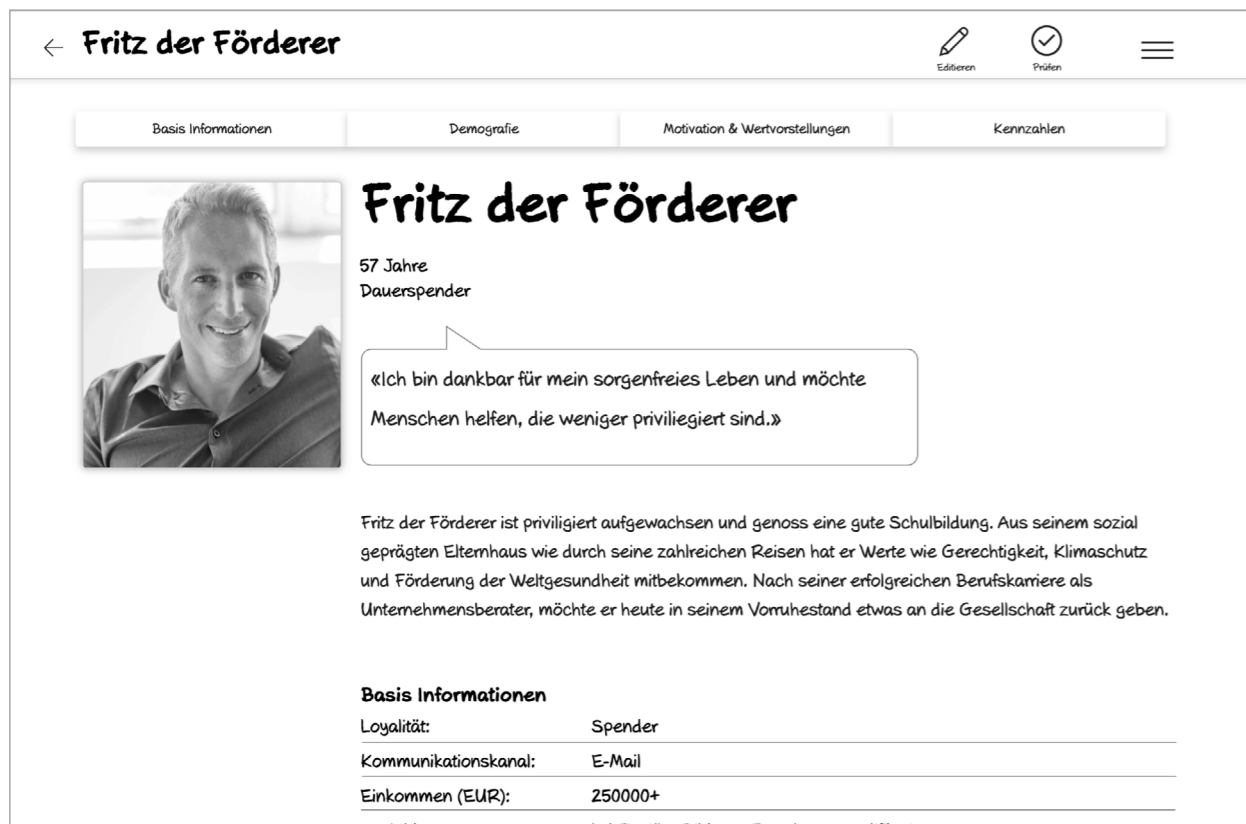 Fritz der Förderer
Editieren
Prüfen
Basis Informationen
Demografie
Motivation & Wertvorstellungen
Kennzahlen
Fritz der Förderer
57 Jahre
Dauerspender
«Ich bin dankbar für mein sorgenfreies Leben und möchte
Menschen helfen, die weniger priviliegiert sind.»
Fritz der Förderer ist priviligiert aufgewachsen und genoss eine gute Schulbildung. Aus seinem sozial
geprägten Elternhaus wie durch seine zahlreichen Reisen hat er Werte wie Gerechtigkeit, Klimaschutz
und Förderung der Weltgesundheit mitbekommen. Nach seiner erfolgreichen Berufskarriere als
Unternehmensberater, möchte er heute in seinem Vorruhestand etwas an die Gesellschaft zurück geben.
Basis Informationen
Loyalität: Spender
Kommunikationskanal: E-Mail
Einkommen (EUR): 250000+